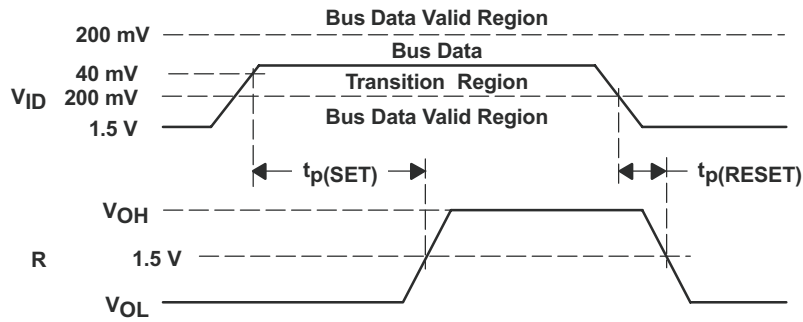 Bus Data Valid Region
200 mV
Bus Data
40 mV
Transition Region
VID
200 mV
Bus Data Valid Region
1.5 V
tp(SET)
tp(RESET)
VOH
R
1.5 V
VOL